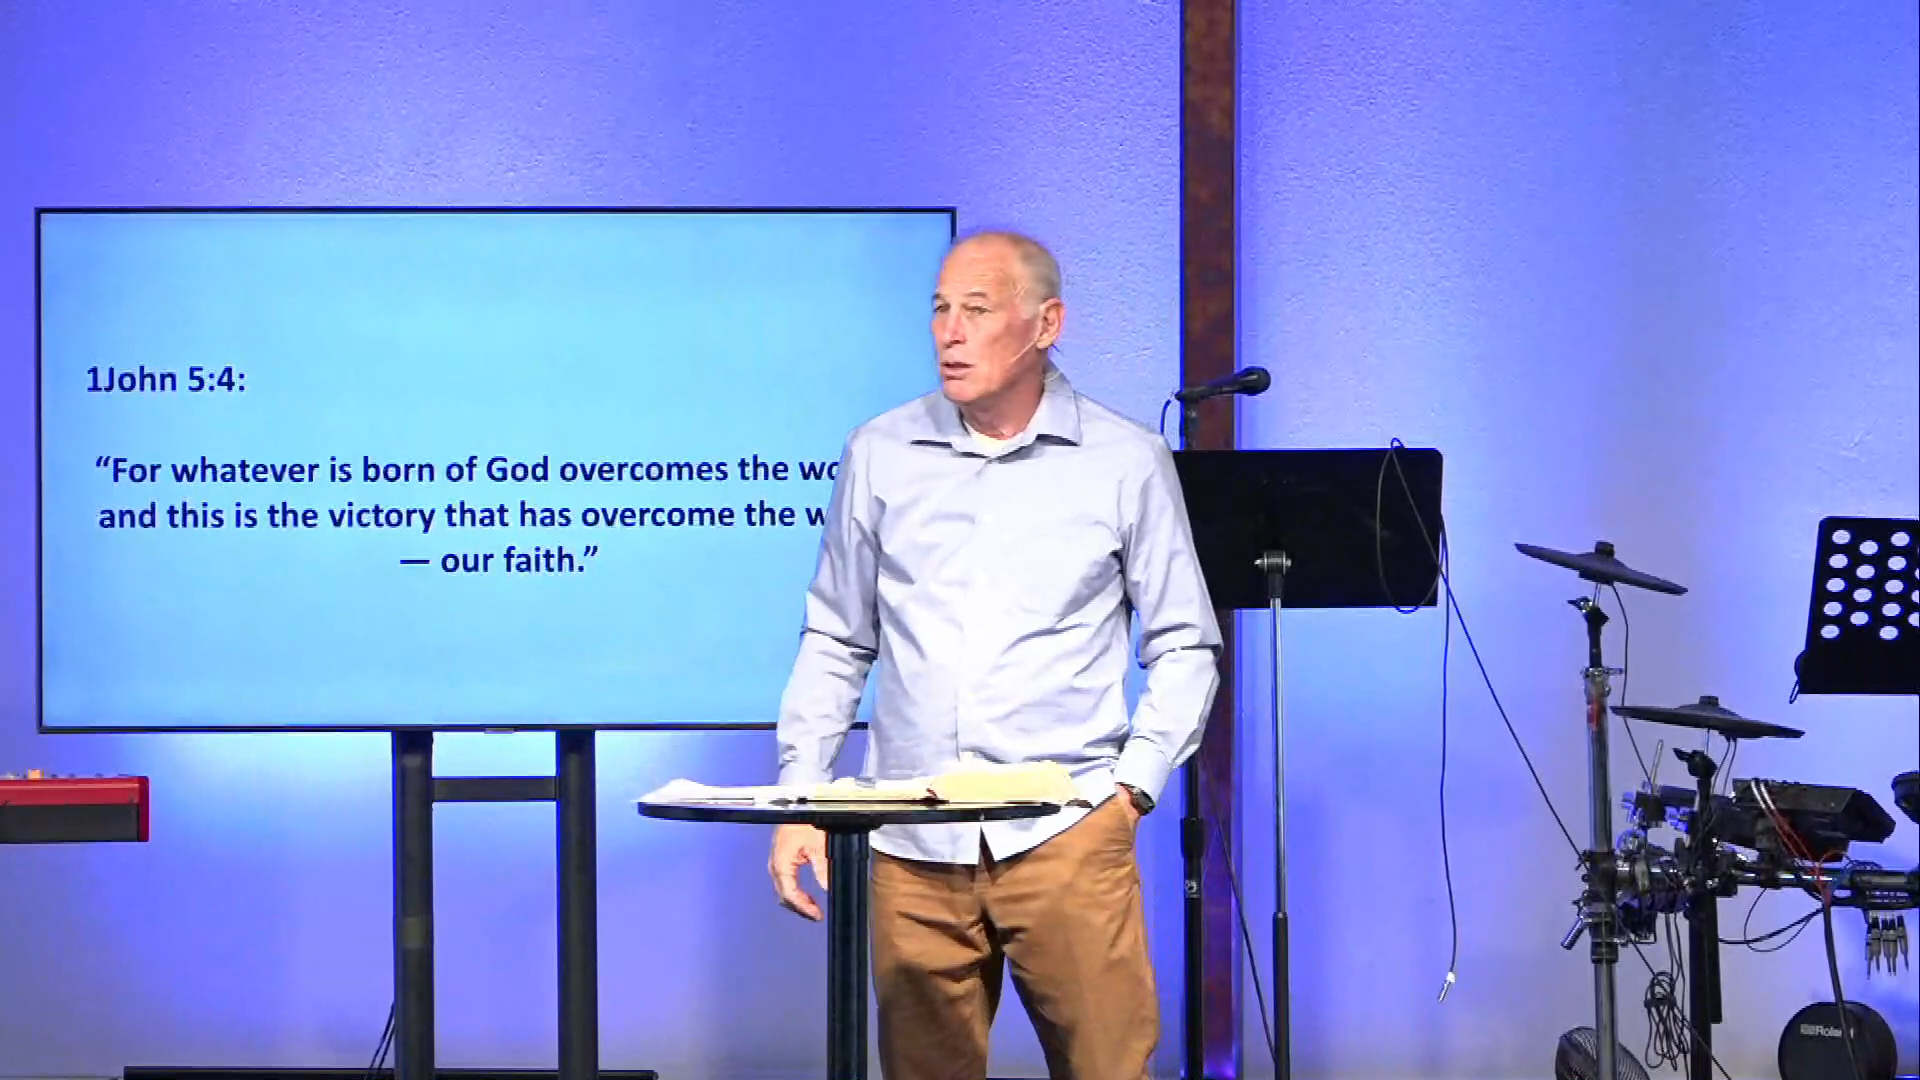 1John 5:4:
“For whatever is born of God overcomes the
and this is the victory that has overcome the
— our faith.”
Roland